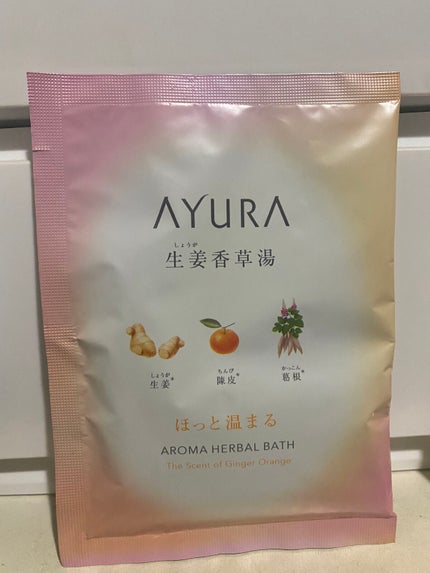 AYURA
しょうが
生姜香草湯
しょうが ちんぴ かっこん
生姜* 陳皮* 葛根*
ほっと温まる
AROMA HERBAL BATH
The Scent of Ginger Orange